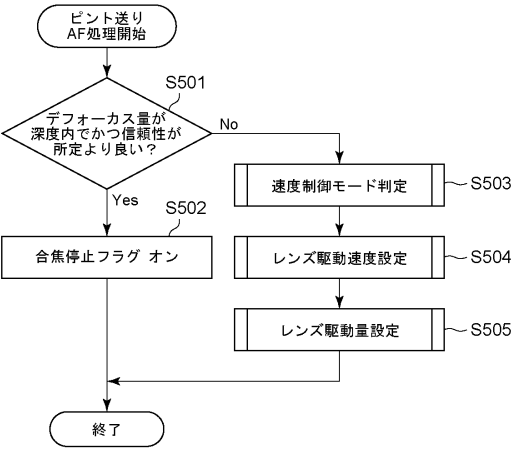 ピント送り
AF処理開始
S501
デフォーカス量が
深度内でかつ信頼性が
所定より良い?
No
Yes
S502
合焦停止フラグ オン
速度制御モード判定
S503
レンズ駆動速度設定
S504
レンズ駆動量設定
S505
終了